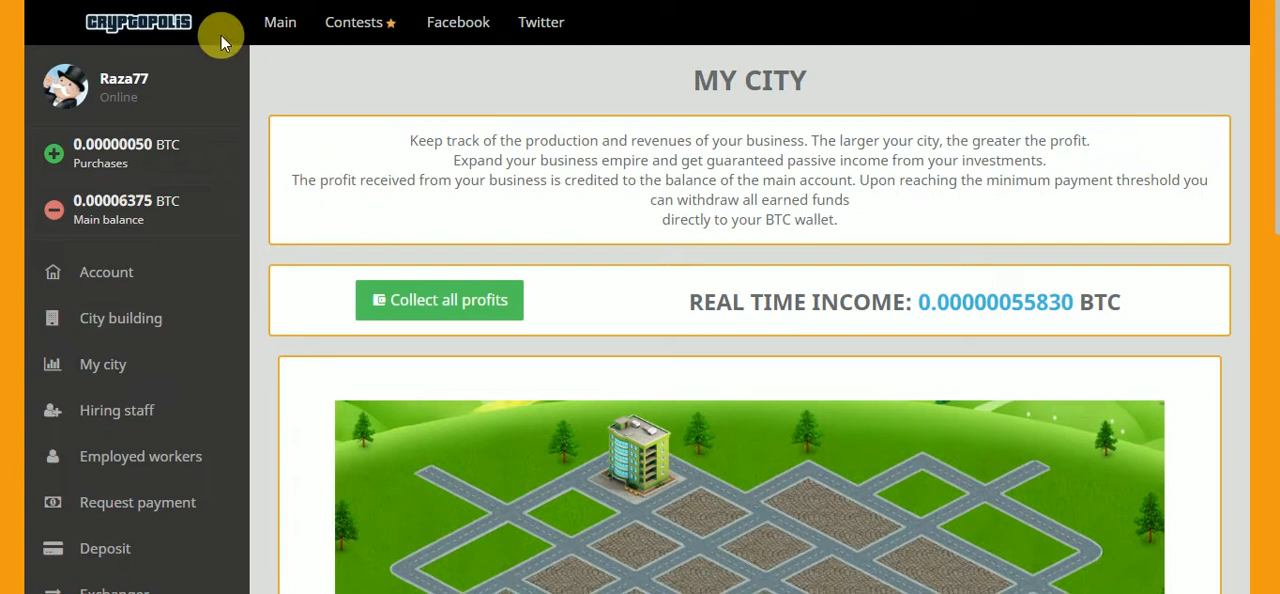 CRYPTOPOLIS
Main Contests Facebook Twitter
Raza77
Online
0.00000050 BTC
Purchases
0.00006375 BTC
Main balance
Account
City building
My city
Hiring staff
Employed workers
Request payment
Deposit
Exchanger
MY CITY
Keep track of the production and revenues of your business. The larger your city, the greater the profit.
Expand your business empire and get guaranteed passive income from your investments.
The profit received from your business is credited to the balance of the main account. Upon reaching the minimum payment threshold you
can withdraw all earned funds
directly to your BTC wallet.
Collect all profits
REAL TIME INCOME: 0.00000055830 BTC